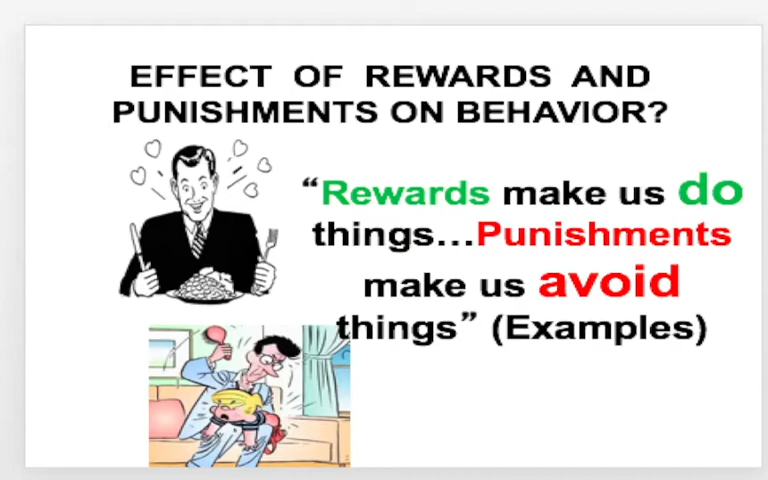 EFFECT OF REWARDS AND
PUNISHMENTS ON BEHAVIOR?
“Rewards make us do
things...Punishments
make us avoid
things” (Examples)